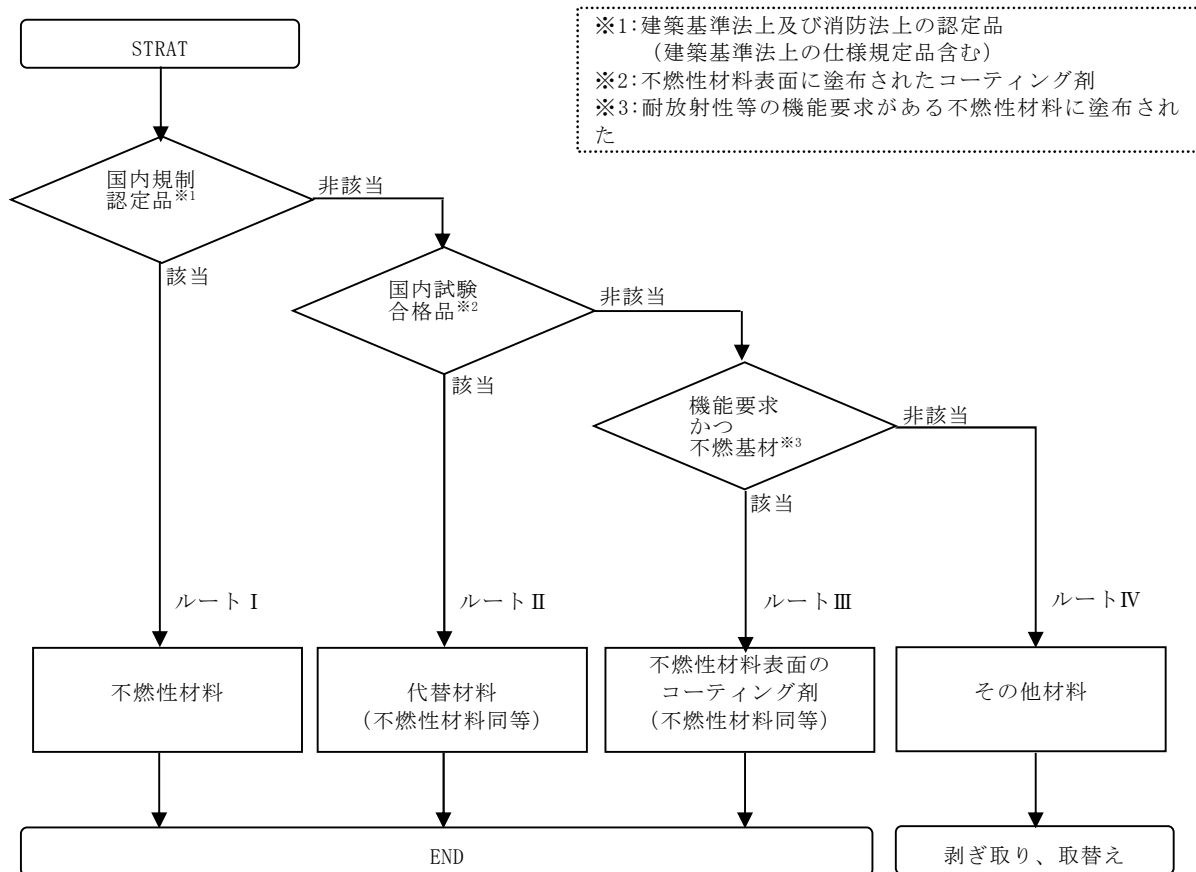 STRAT
※1:建築基準法上及び消防法上の認定品
（建築基準法上の仕様規定品含む）
※2:不燃性材料表面に塗布されたコーティング剤
※3:耐放射性等の機能要求がある不燃性材料に塗布され
た
国内規制
認定品※1
非該当
該当
国内試験
合格品※2
非該当
該当
機能要求
かつ
不燃基材※3
非該当
該当
ルートⅠ
ルートⅡ
ルートⅢ
ルートⅣ
不燃性材料
代替材料
（不燃性材料同等）
不燃性材料表面の
コーティング剤
（不燃性材料同等）
その他材料
END
剥ぎ取り、取替え